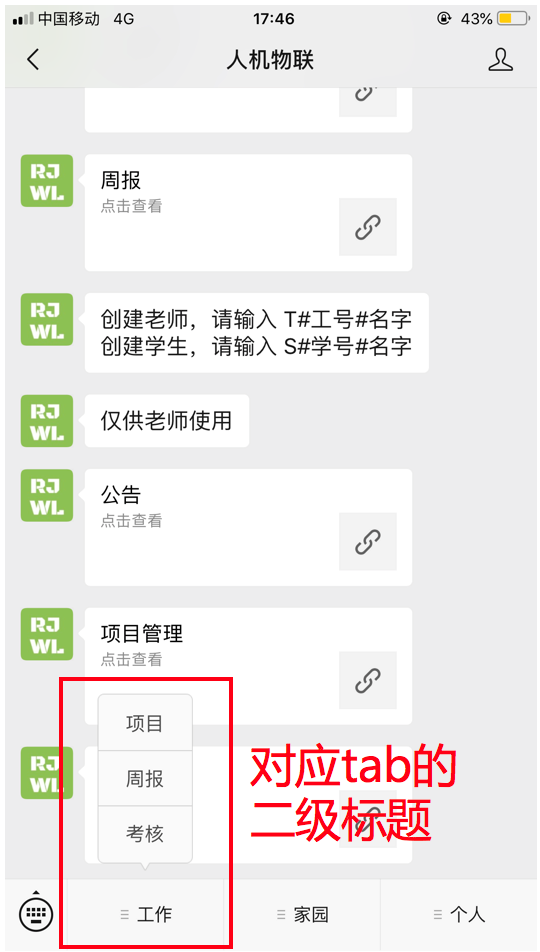 中国移动 4G 17:46 43%
人机物联
RJ
WL
周报
点击查看
RJ
WL
创建老师，请输入 T#工号#名字
创建学生，请输入 S#学号#名字
RJ
WL
仅供老师使用
RJ
WL
公告
点击查看
RJ
WL
项目管理
点击查看
RJ
WL
项目
周报
考核
对应tab的
二级标题
工作
家园
个人